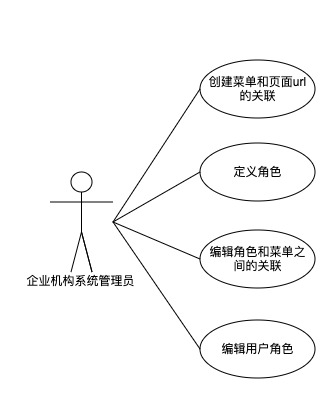 创建菜单和页面url
的关联
定义角色
编辑角色和菜单之
间的关联
企业机构系统管理员
编辑用户角色